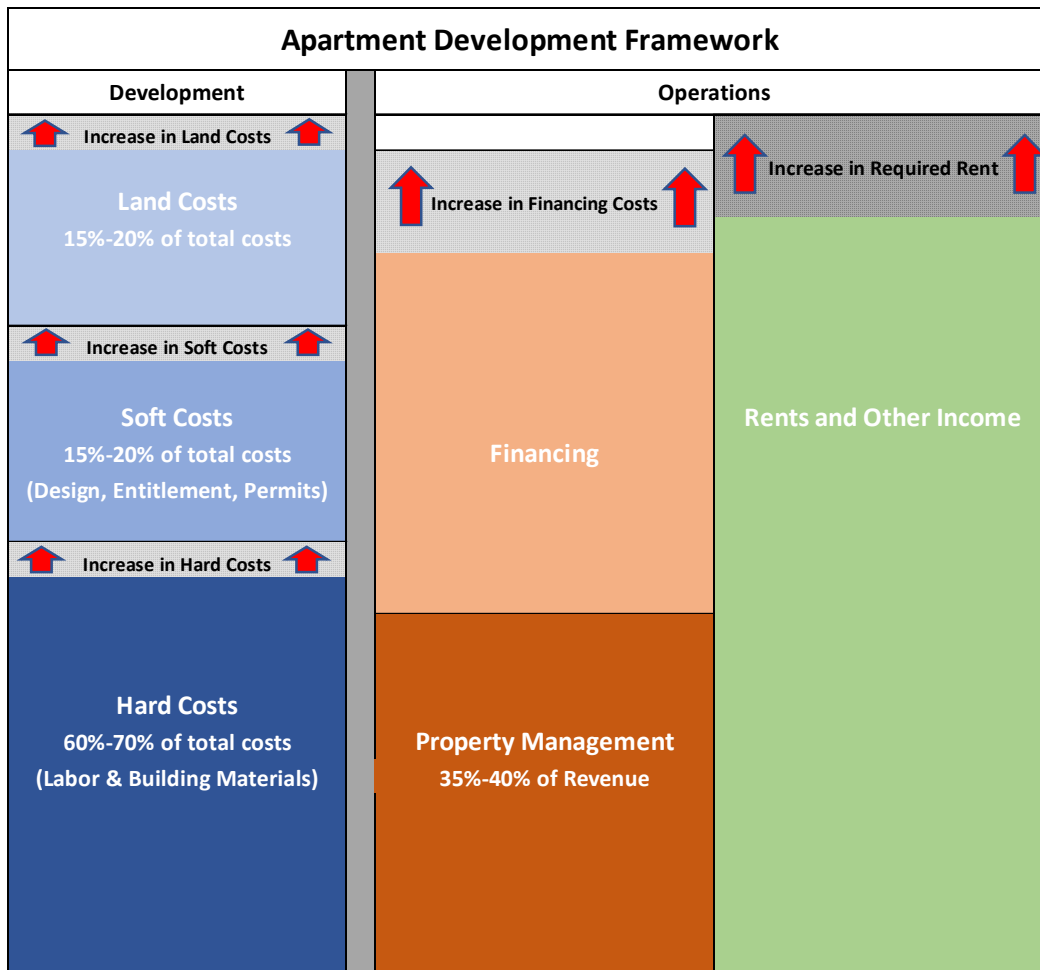 Apartment Development Framework
Development
Operations
Increase in Land Costs
Land Costs
15%-20% of total costs
Increase in Soft Costs
Soft Costs
15%-20% of total costs
(Design, Entitlement, Permits)
Increase in Hard Costs
Hard Costs
60%-70% of total costs
(Labor & Building Materials)
Increase in Financing Costs
Financing
Property Management
35%-40% of Revenue
Increase in Required Rent
Rents and Other Income